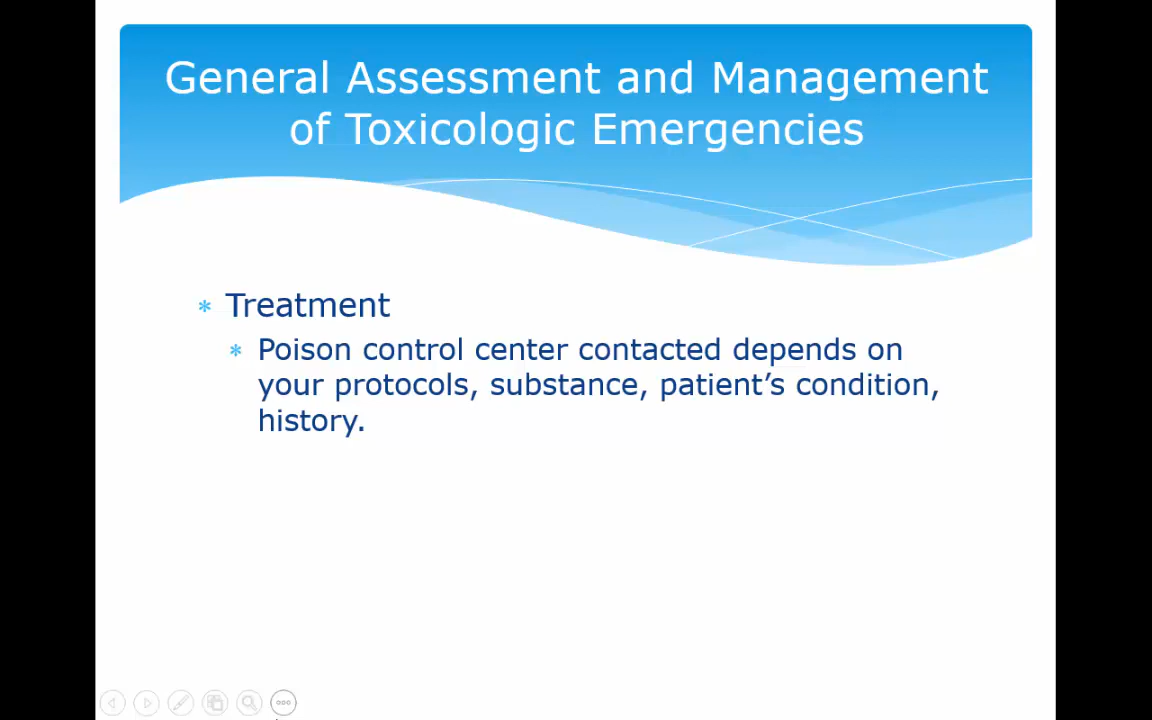 General Assessment and Management
of Toxicologic Emergencies
* Treatment
* Poison control center contacted depends on
your protocols, substance, patient’s condition,
history.